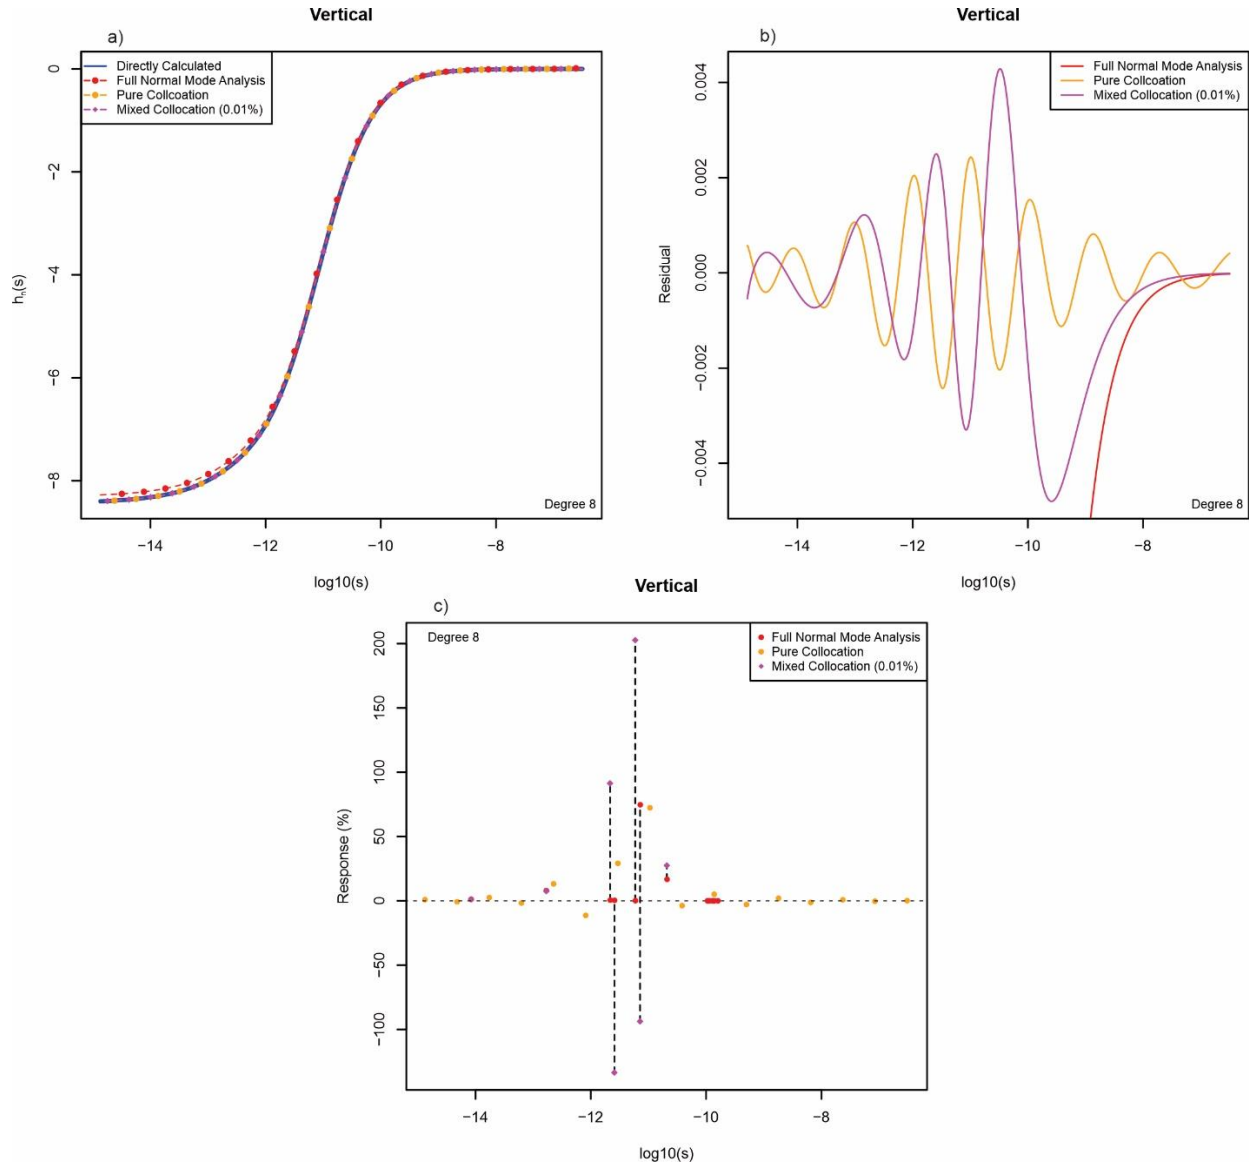 Vertical
a)
Directly Calculated
Full Normal Mode Analysis
Pure Collocation
Mixed Collocation (0.01%)
0
−2
−4
−6
−8
hn(s)
Degree 8
−14 −12 −10 −8
log10(s)
Vertical
b)
Full Normal Mode Analysis
Pure Collcoation
Mixed Collocation (0.01%)
0.004
0.002
0.000
−0.002
−0.004
Residual
Degree 8
−14 −12 −10 −8
log10(s)
Vertical
c)
Degree 8
Full Normal Mode Analysis
Pure Collocation
Mixed Collocation (0.01%)
200
150
100
50
0
−50
−100
Response (%)
−14 −12 −10 −8
log10(s)